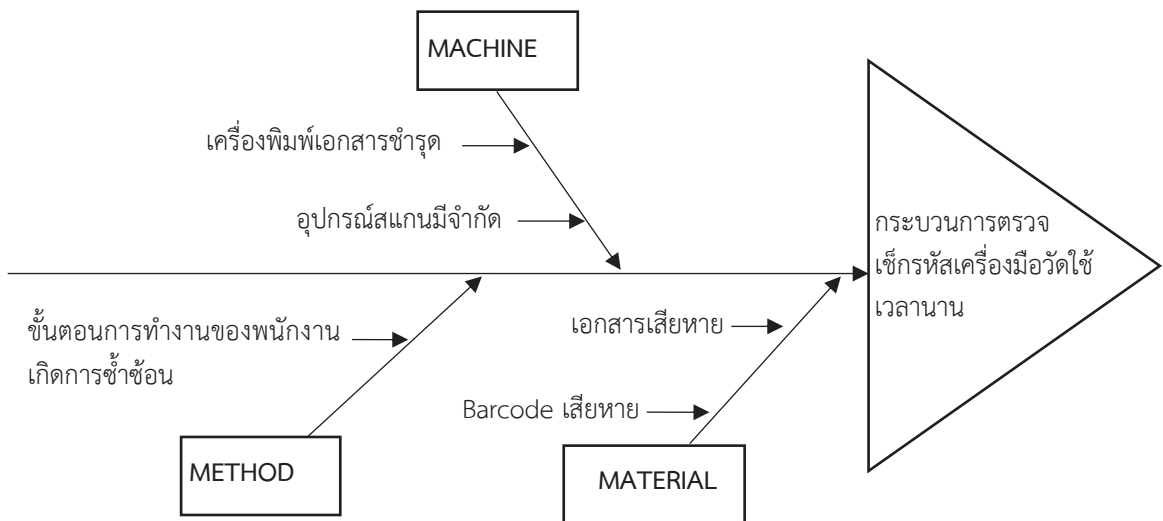 MACHINE
เครื่องพิมพ์เอกสารชำรุด
อุปกรณ์สแกนมีจำกัด
กระบวนการตรวจ
เช็กรหัสเครื่องมือวัดใช้
เวลานาน
ขั้นตอนการทำงานของพนักงาน
เกิดการซ้ำซ้อน
เอกสารเสียหาย
Barcode เสียหาย
METHOD
MATERIAL